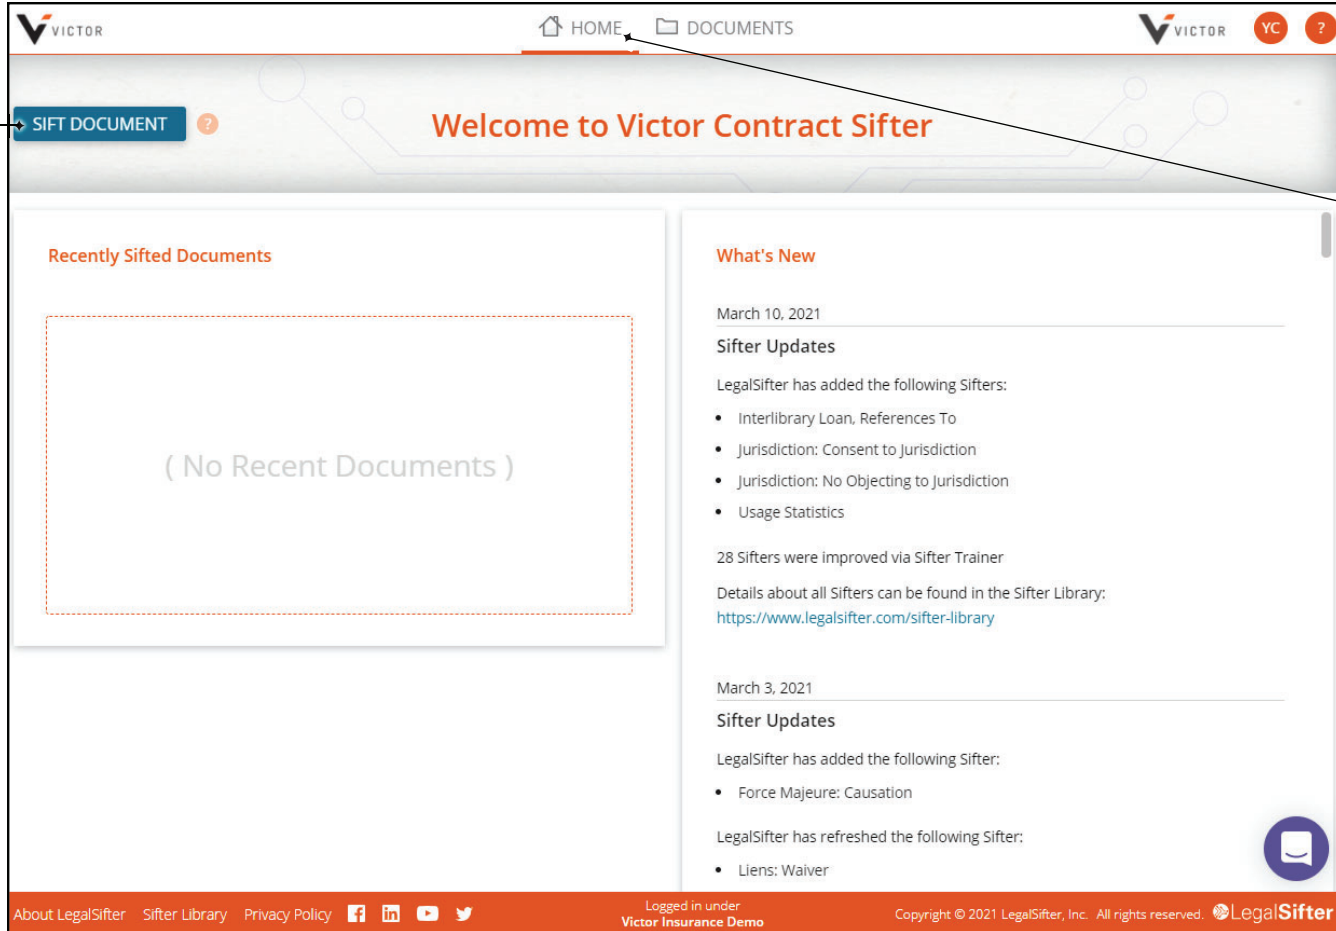 VICTOR
HOME
DOCUMENTS
VICTOR
YC
?
SIFT DOCUMENT
?
Welcome to Victor Contract Sifter
Recently Sifted Documents
( No Recent Documents )
What's New
March 10, 2021
Sifter Updates
LegalSifter has added the following Sifters:
• Interlibrary Loan, References To
• Jurisdiction: Consent to Jurisdiction
• Jurisdiction: No Objecting to Jurisdiction
• Usage Statistics
28 Sifters were improved via Sifter Trainer
Details about all Sifters can be found in the Sifter Library:
https://www.legalsifter.com/sifter-library
March 3, 2021
Sifter Updates
LegalSifter has added the following Sifter:
• Force Majeure: Causation
LegalSifter has refreshed the following Sifter:
• Liens: Waiver
About LegalSifter Sifter Library Privacy Policy
Logged in under
Victor Insurance Demo
Copyright © 2021 LegalSifter, Inc. All rights reserved.
LegalSifter